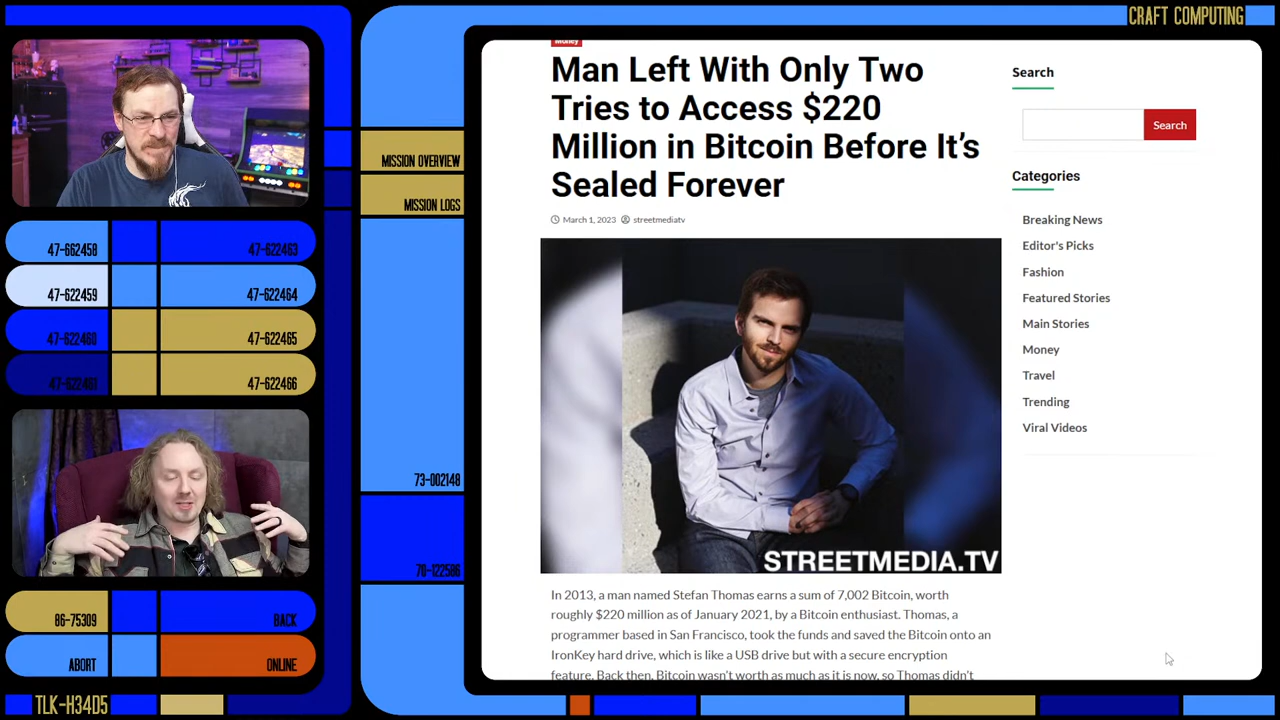 CRAFT COMPUTING
47-662458
47-622463
47-622459
47-622464
47-622460
47-622465
47-622466
86-75309
BACK
ABORT
ONLINE
TLK-H34D5
MISSION OVERVIEW
MISSION LOGS
73-002148
Money
Man Left With Only Two
Tries to Access $220
Million in Bitcoin Before It’s
Sealed Forever
March 1, 2023 streetmediatv
STREETMEDIA.TV
In 2013, a man named Stefan Thomas earns a sum of 7,002 Bitcoin, worth
roughly $220 million as of January 2021, by a Bitcoin enthusiast. Thomas, a
programmer based in San Francisco, took the funds and saved the Bitcoin onto an
IronKey hard drive, which is like a USB drive but with a secure encryption
feature. Back then, Bitcoin wasn’t worth as much as it is now, so Thomas didn’t
Search
Search
Categories
Breaking News
Editor's Picks
Fashion
Featured Stories
Main Stories
Money
Travel
Trending
Viral Videos